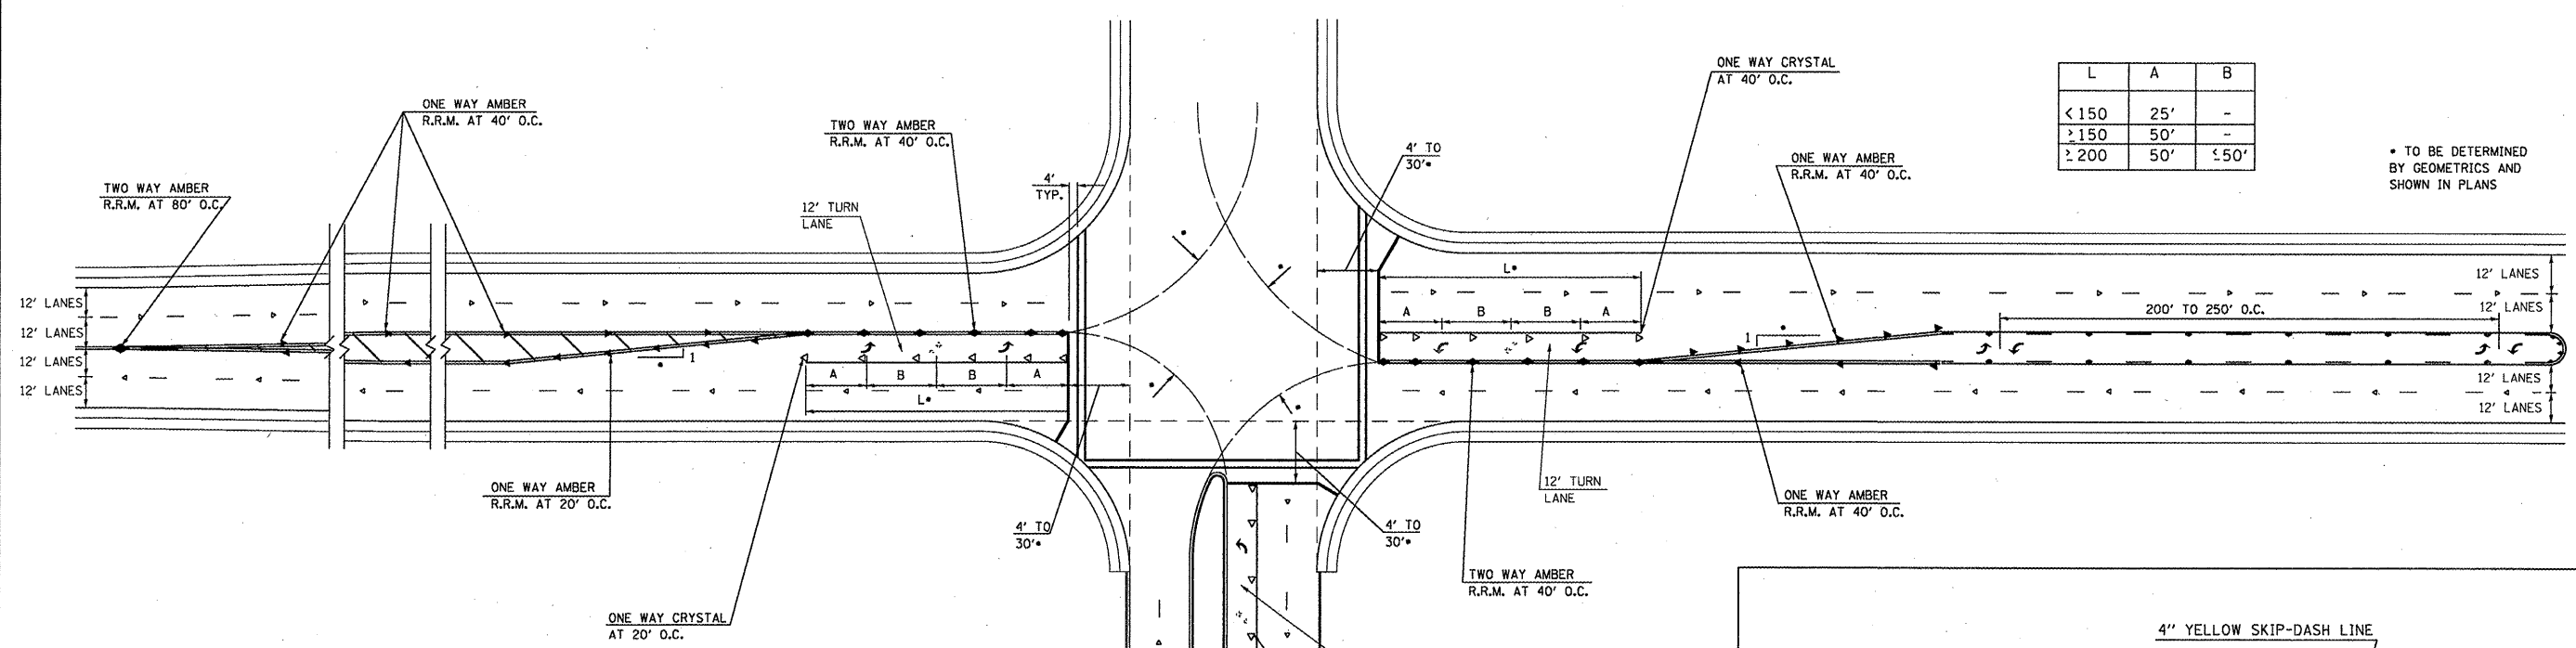 ONE WAY CRYSTAL
AT 40' O.C.
L A B
<150 25' -
≥150 50' -
≥200 50' ≤50'
ONE WAY AMBER
R.R.M. AT 40' O.C.
TWO WAY AMBER
R.R.M. AT 40' O.C.
4' TO
30'•
ONE WAY AMBER
R.R.M. AT 40' O.C.
• TO BE DETERMINED
BY GEOMETRICS AND
SHOWN IN PLANS
TWO WAY AMBER
R.R.M. AT 80' O.C.
4'
TYP.
12' TURN
LANE
L•
12' LANES
12' LANES
12' LANES
200' TO 250' O.C.
12' LANES
A B B A
12' LANES
1
•
12' LANES
1
•
12' LANES
A B B A
12' LANES
L•
12' LANES
•
•
•
•
ONE WAY AMBER
R.R.M. AT 20' O.C.
12' TURN
LANE
ONE WAY AMBER
R.R.M. AT 40' O.C.
4' TO
30'•
4' TO
30'•
TWO WAY AMBER
R.R.M. AT 40' O.C.
ONE WAY CRYSTAL
AT 20' O.C.
4" YELLOW SKIP-DASH LINE